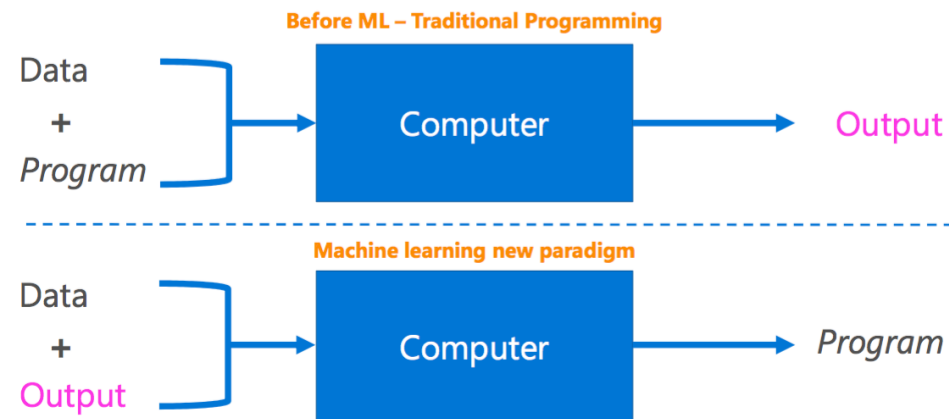 Before ML – Traditional Programming
Data
+
Program
Computer
Output
Machine learning new paradigm
Data
+
Output
Computer
Program